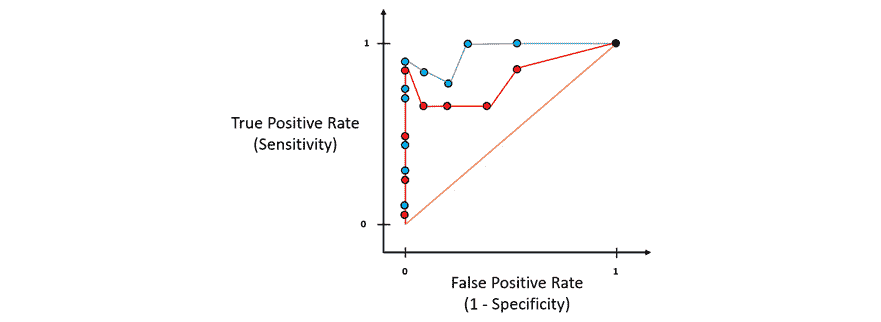 1
True Positive Rate
(Sensitivity)
0
0
1
False Positive Rate
(1 - Specificity)